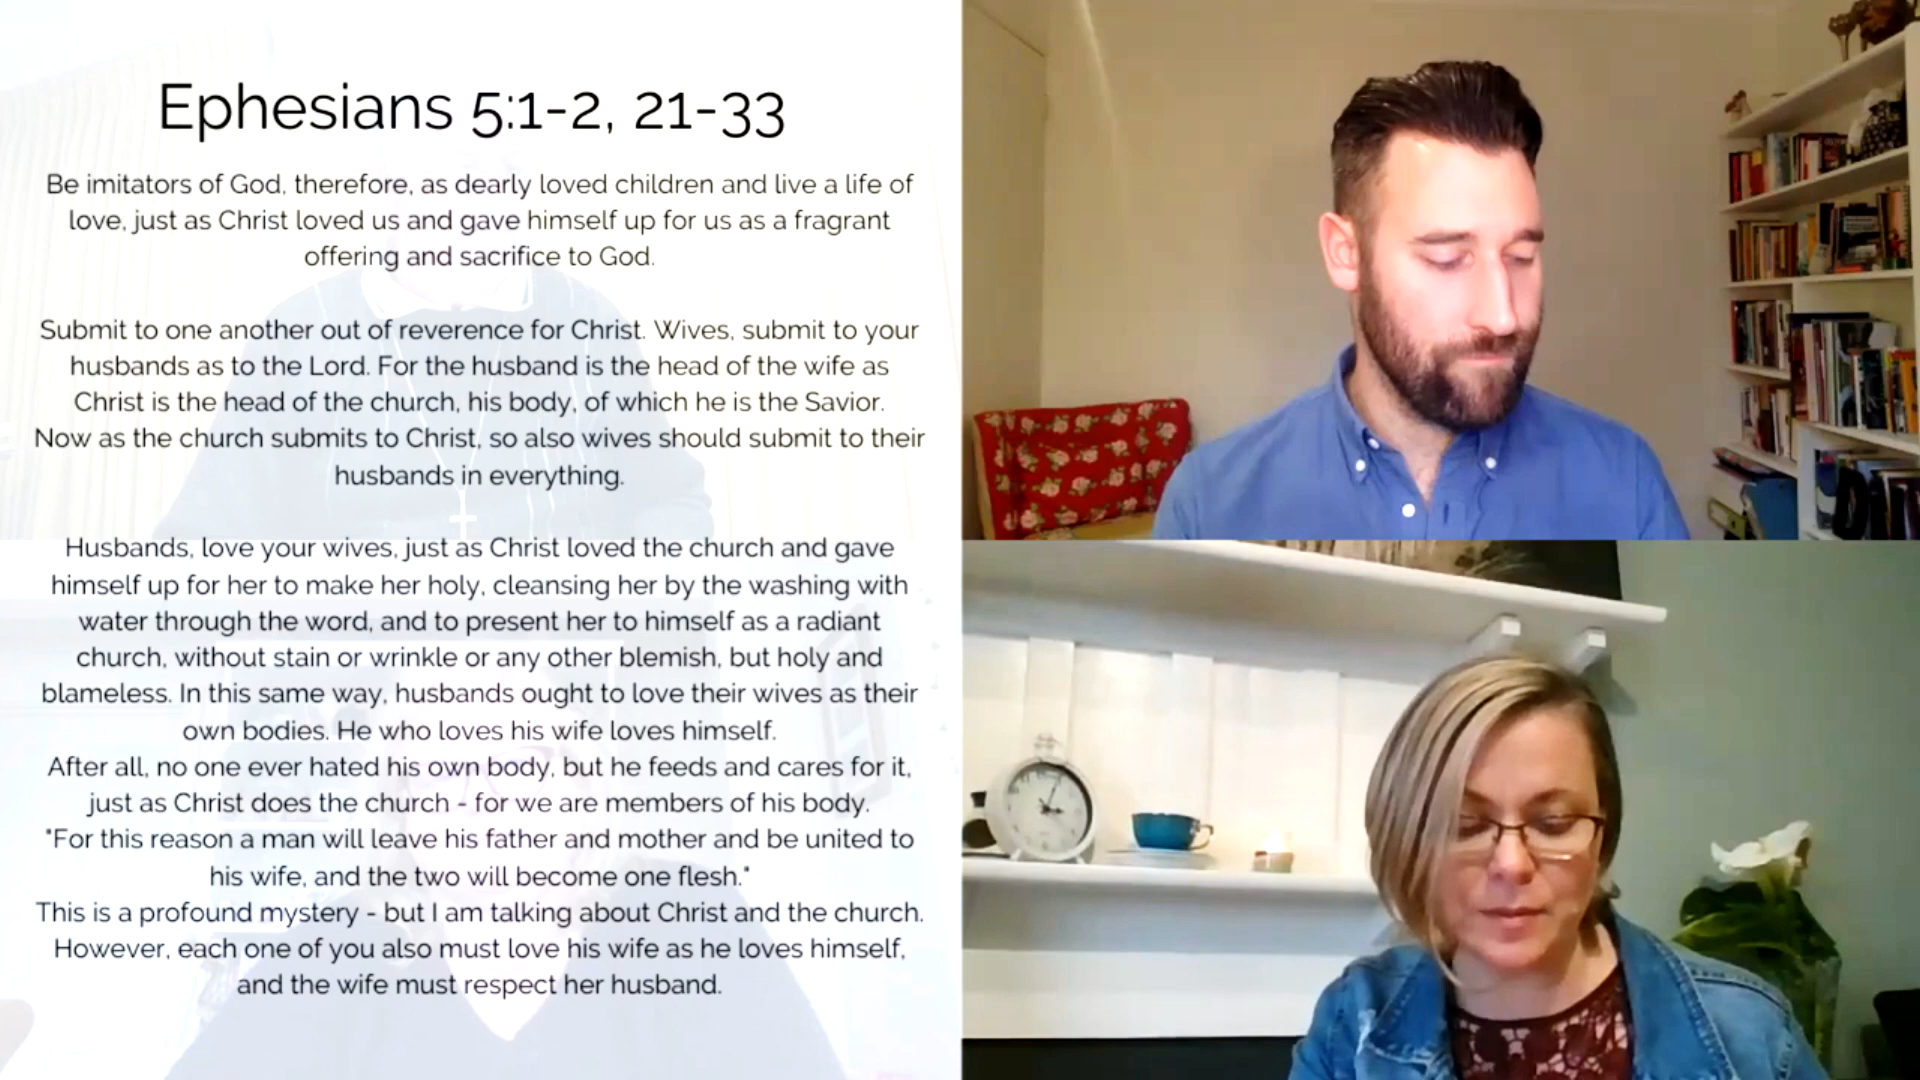 Ephesians 5:1-2, 21-33
Be imitators of God, therefore, as dearly loved children and live a life of
love, just as Christ loved us and gave himself up for us as a fragrant
offering and sacrifice to God.
Submit to one another out of reverence for Christ. Wives, submit to your
husbands as to the Lord. For the husband is the head of the wife as
Christ is the head of the church, his body, of which he is the Savior.
Now as the church submits to Christ, so also wives should submit to their
husbands in everything.
Husbands, love your wives, just as Christ loved the church and gave
himself up for her to make her holy, cleansing her by the washing with
water through the word, and to present her to himself as a radiant
church, without stain or wrinkle or any other blemish, but holy and
blameless. In this same way, husbands ought to love their wives as their
own bodies. He who loves his wife loves himself.
After all, no one ever hated his own body, but he feeds and cares for it,
just as Christ does the church - for we are members of his body.
"For this reason a man will leave his father and mother and be united to
his wife, and the two will become one flesh."
This is a profound mystery - but I am talking about Christ and the church.
However, each one of you also must love his wife as he loves himself,
and the wife must respect her husband.